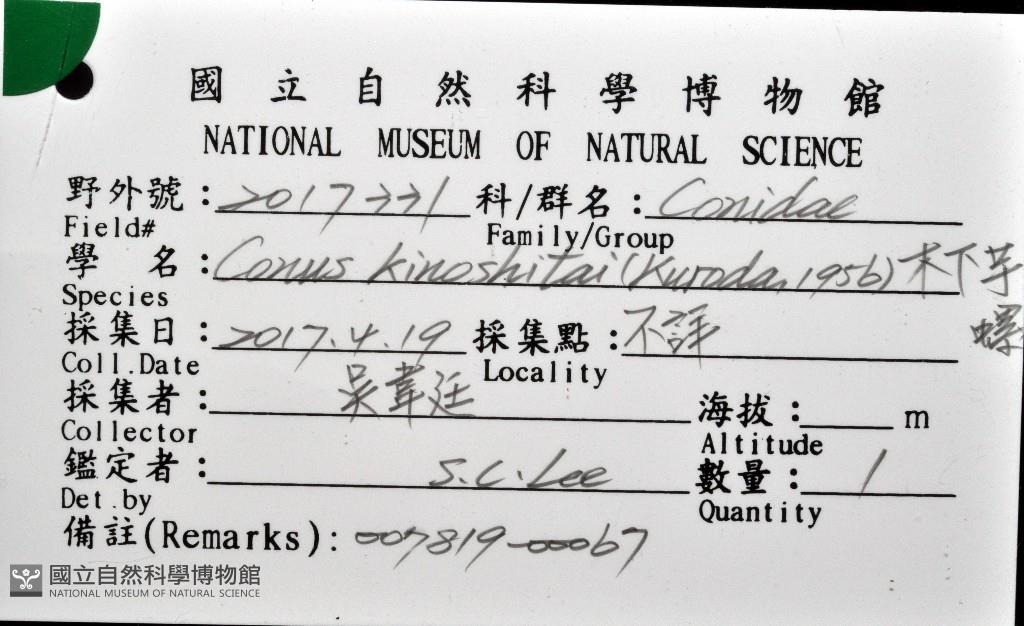 國立自然科學博物館
NATIONAL MUSEUM OF NATURAL SCIENCE
野外號：2017 科/群名：Conidae
Field# Family/Group
學 名：Conus kinoshitai (Kuroda, 1956) 木下芋
Species 螺
採集日：2017.4.19 採集點：不詳
Coll.Date Locality
採集者：吳韋廷 海拔：m
Collector Altitude
鑑定者：S.C.Lee 數量：1
Det.by Quantity
備註(Remarks): 007819-00067
國立自然科學博物館
NATIONAL MUSEUM OF NATURAL SCIENCE